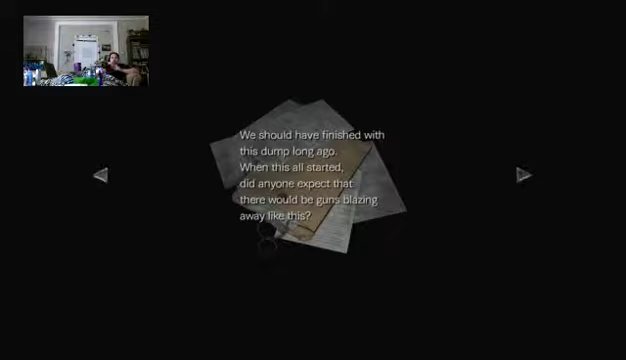 We should have finished with
this dump long ago.
When this all started,
did anyone expect that
there would be guns blazing
away like this?